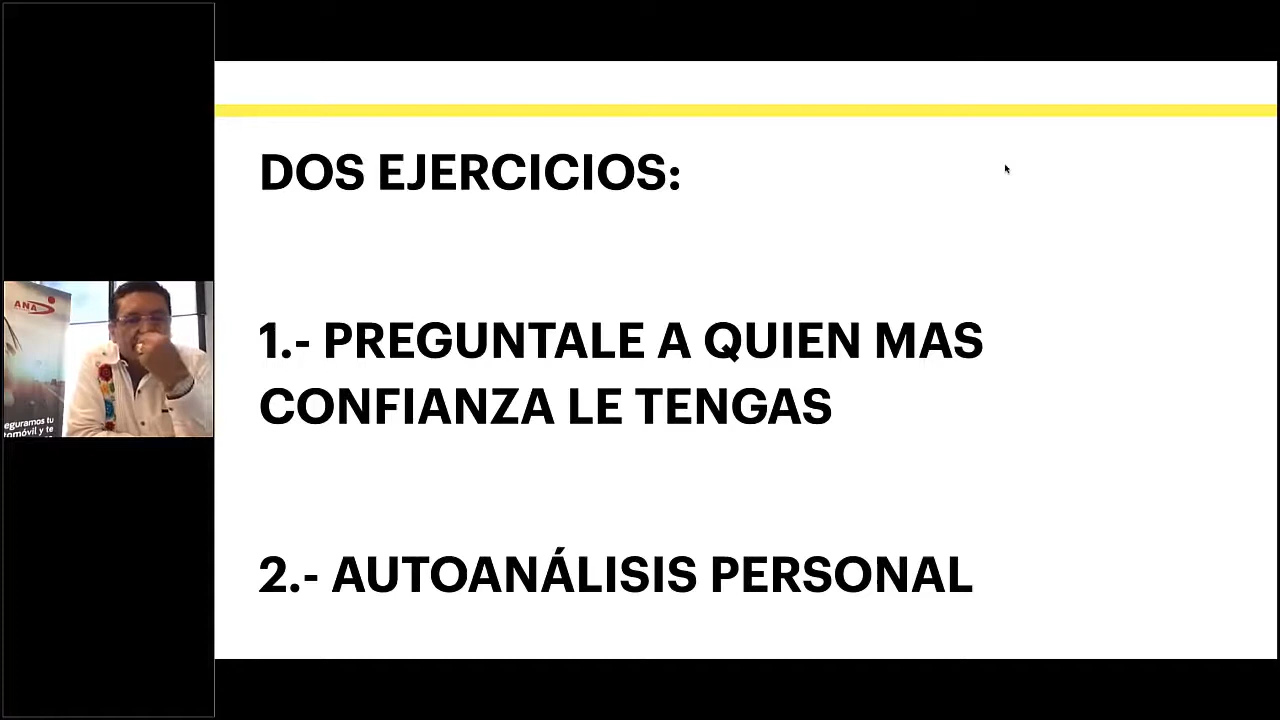 DOS EJERCICIOS:
1.- PREGUNTALE A QUIEN MAS
CONFIANZA LE TENGAS
2.- AUTOANÁLISIS PERSONAL
ANA
eguramos tu
tomóvil y te